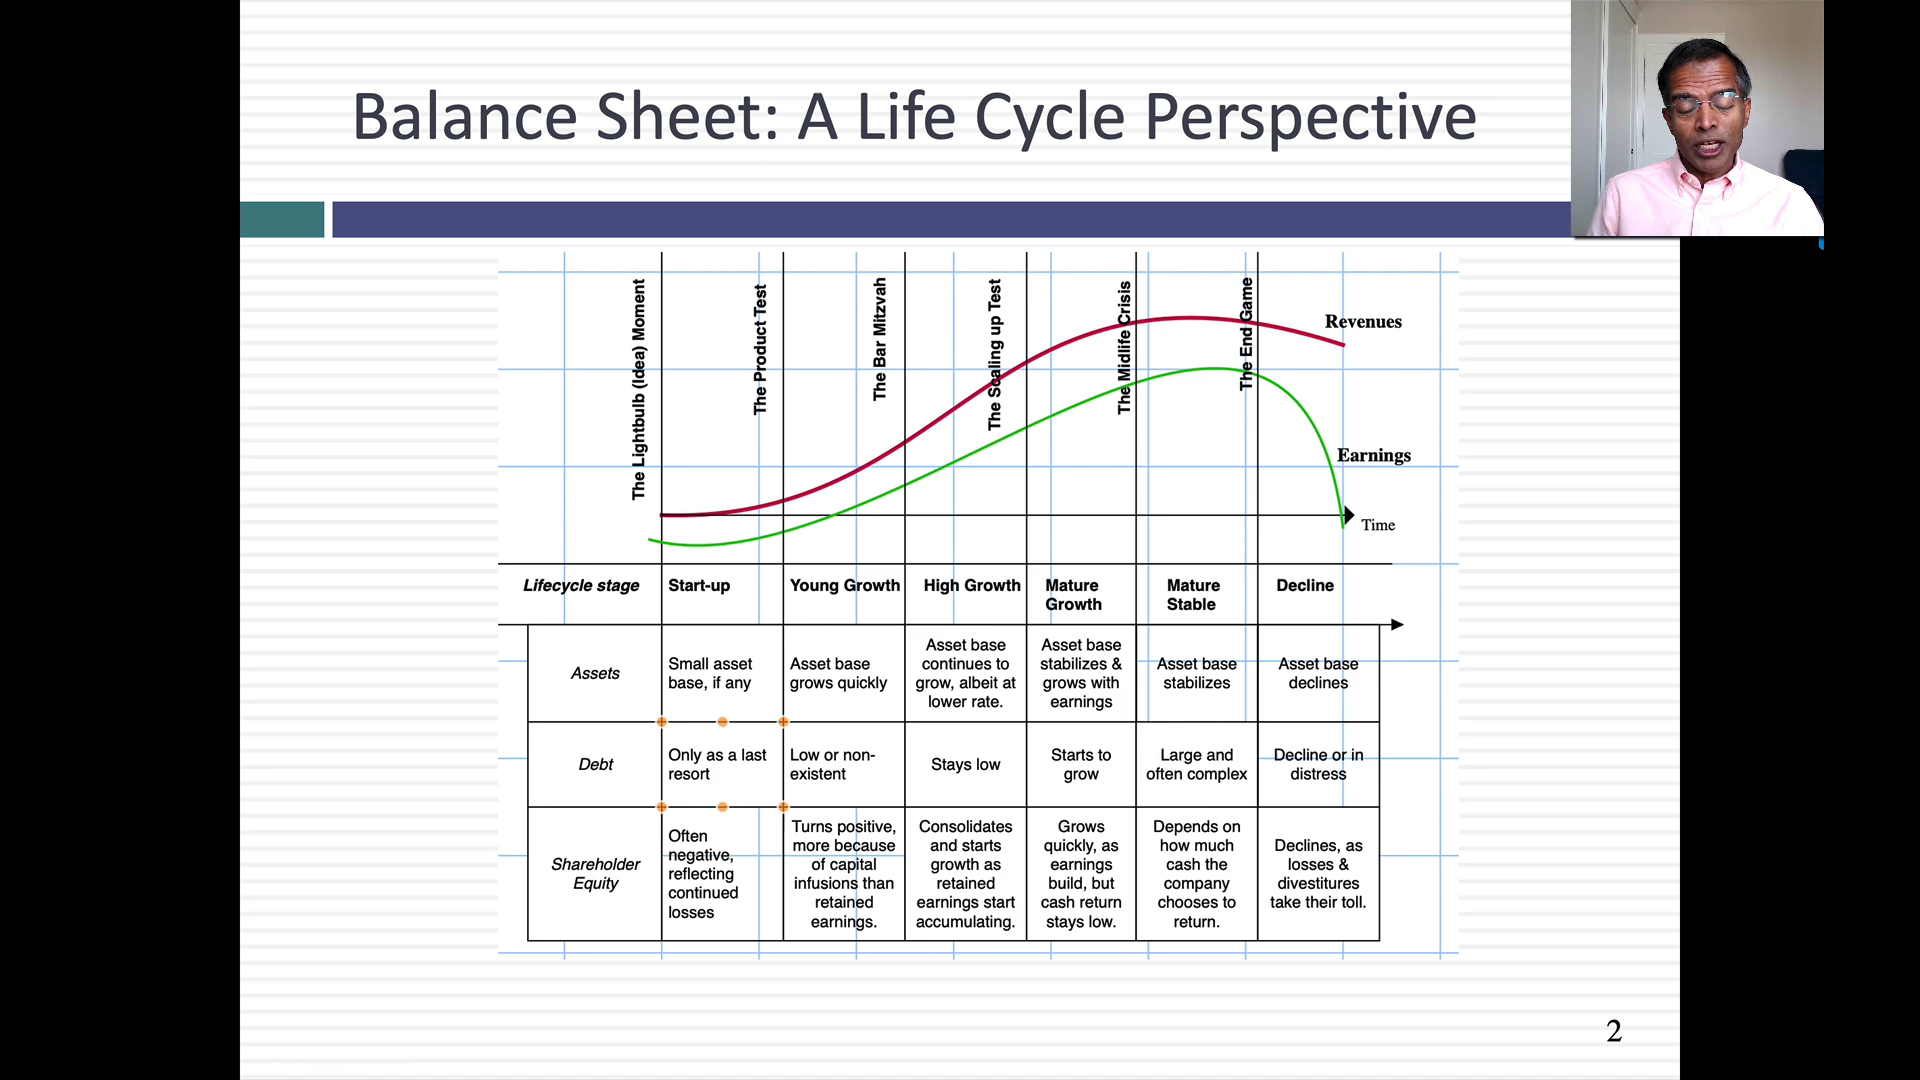 Balance Sheet: A Life Cycle Perspective
The Lightbulb (Idea) Moment
The Product Test
The Bar Mitzvah
The Scaling up Test
The Midlife Crisis
The End Game
Revenues
Earnings
Time
Lifecycle stage
Start-up
Young Growth
High Growth
Mature
Growth
Mature
Stable
Decline
Assets
Small asset
base, if any
Asset base
grows quickly
Asset base
continues to
grow, albeit at
lower rate.
Asset base
stabilizes &
grows with
earnings
Asset base
stabilizes
Asset base
declines
Debt
Only as a last
resort
Low or non-
existent
Stays low
Starts to
grow
Large and
often complex
Decline or in
distress
Shareholder
Equity
Often
negative,
reflecting
continued
losses
Turns positive,
more because
of capital
infusions than
retained
earnings.
Consolidates
and starts
growth as
retained
earnings start
accumulating.
Grows
quickly, as
earnings
build, but
cash return
stays low.
Depends on
how much
cash the
company
chooses to
return.
Declines, as
losses &
divestitures
take their toll.
2